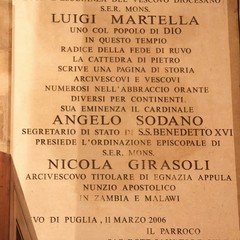 DEL VESCOVO DIOCESANO
S.E.R. MONS.
LUIGI MARTELLA
UNO COL POPOLO DI DIO
IN QUESTO TEMPIO
RADICE DELLA FEDE DI RUVO
LA CATTEDRA DI PIETRO
SCRIVE UNA PAGINA DI STORIA
ARCIVESCOVI E VESCOVI
NUMEROSI NELL'ABBRACCIO ORANTE
DIVERSI PER CONTINENTI
SUA EMINENZA IL CARDINALE
ANGELO SODANO
SEGRETARIO DI STATO DI S.S. BENEDETTO XVI
PRESIEDE L'ORDINAZIONE EPISCOPALE DI
S.E.R. MONS.
NICOLA GIRASOLI
ARCIVESCOVO TITOLARE DI EGNAZIA APPULA
NUNZIO APOSTOLICO
IN ZAMBIA E MALAWI
VO DI PUGLIA, 11 MARZO 2006
IL PARROCO